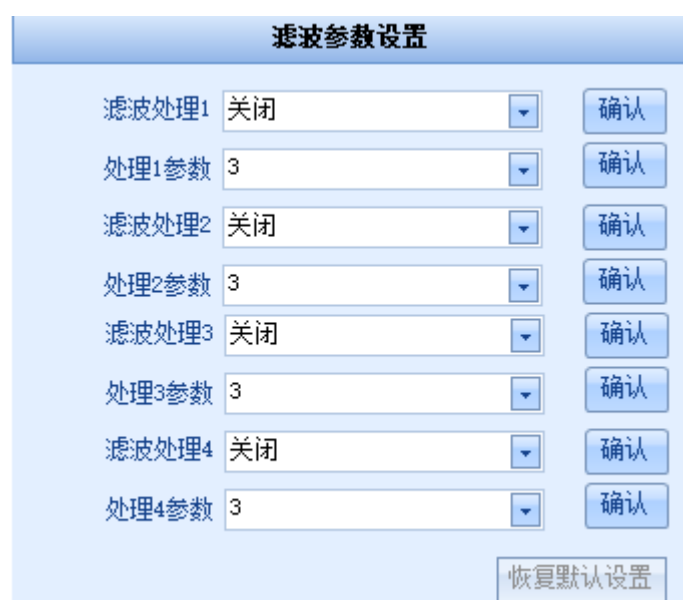 滤波参数设置
滤波处理1 关闭 确认
处理1参数 3 确认
滤波处理2 关闭 确认
处理2参数 3 确认
滤波处理3 关闭 确认
处理3参数 3 确认
滤波处理4 关闭 确认
处理4参数 3 确认
恢复默认设置